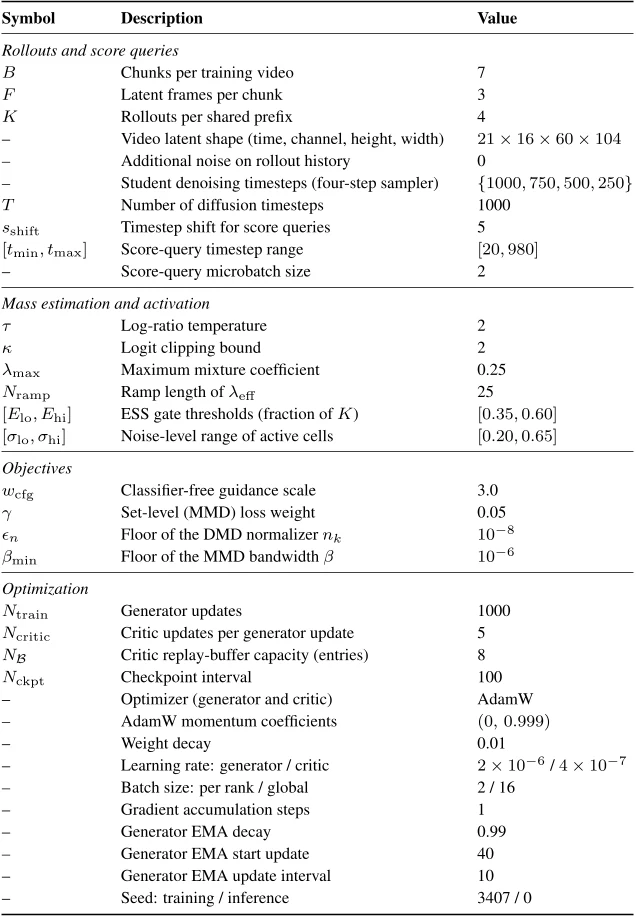 Symbol Description Value
Rollouts and score queries
B Chunks per training video 7
F Latent frames per chunk 3
K Rollouts per shared prefix 4
– Video latent shape (time, channel, height, width) 21 × 16 × 60 × 104
– Additional noise on rollout history 0
– Student denoising timesteps (four-step sampler) {1000, 750, 500, 250}
T Number of diffusion timesteps 1000
s_shift Timestep shift for score queries 5
[t_min, t_max] Score-query timestep range [20, 980]
– Score-query microbatch size 2
Mass estimation and activation
τ Log-ratio temperature 2
κ Logit clipping bound 2
λ_max Maximum mixture coefficient 0.25
N_ramp Ramp length of λ_eff 25
[E_lo, E_hi] ESS gate thresholds (fraction of K) [0.35, 0.60]
[σ_lo, σ_hi] Noise-level range of active cells [0.20, 0.65]
Objectives
w_cfg Classifier-free guidance scale 3.0
γ Set-level (MMD) loss weight 0.05
ϵ_n Floor of the DMD normalizer n_k 10^−8
β_min Floor of the MMD bandwidth β 10^−6
Optimization
N_train Generator updates 1000
N_critic Critic updates per generator update 5
N_ℬ Critic replay-buffer capacity (entries) 8
N_ckpt Checkpoint interval 100
– Optimizer (generator and critic) AdamW
– AdamW momentum coefficients (0, 0.999)
– Weight decay 0.01
– Learning rate: generator / critic 2 × 10^−6 / 4 × 10^−7
– Batch size: per rank / global 2 / 16
– Gradient accumulation steps 1
– Generator EMA decay 0.99
– Generator EMA start update 40
– Generator EMA update interval 10
– Seed: training / inference 3407 / 0